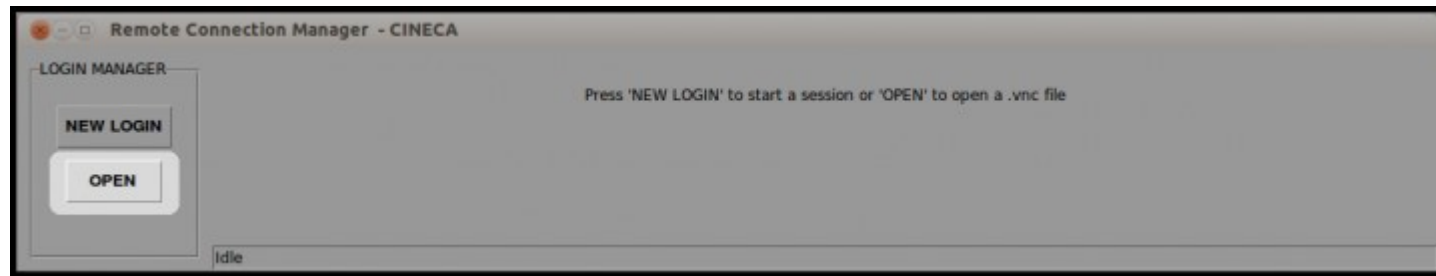 Remote Connection Manager - CINECA
LOGIN MANAGER
Press 'NEW LOGIN' to start a session or 'OPEN' to open a .vnc file
NEW LOGIN
OPEN
Idle